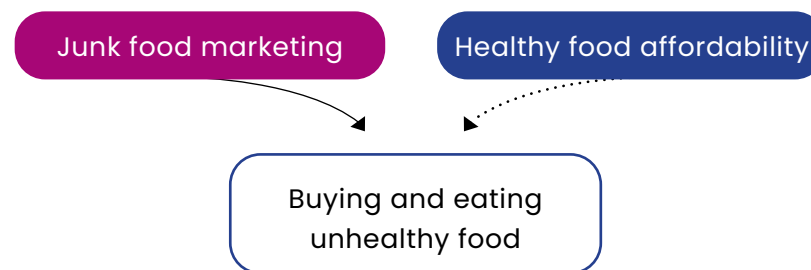 Junk food marketing
Healthy food affordability
Buying and eating
unhealthy food